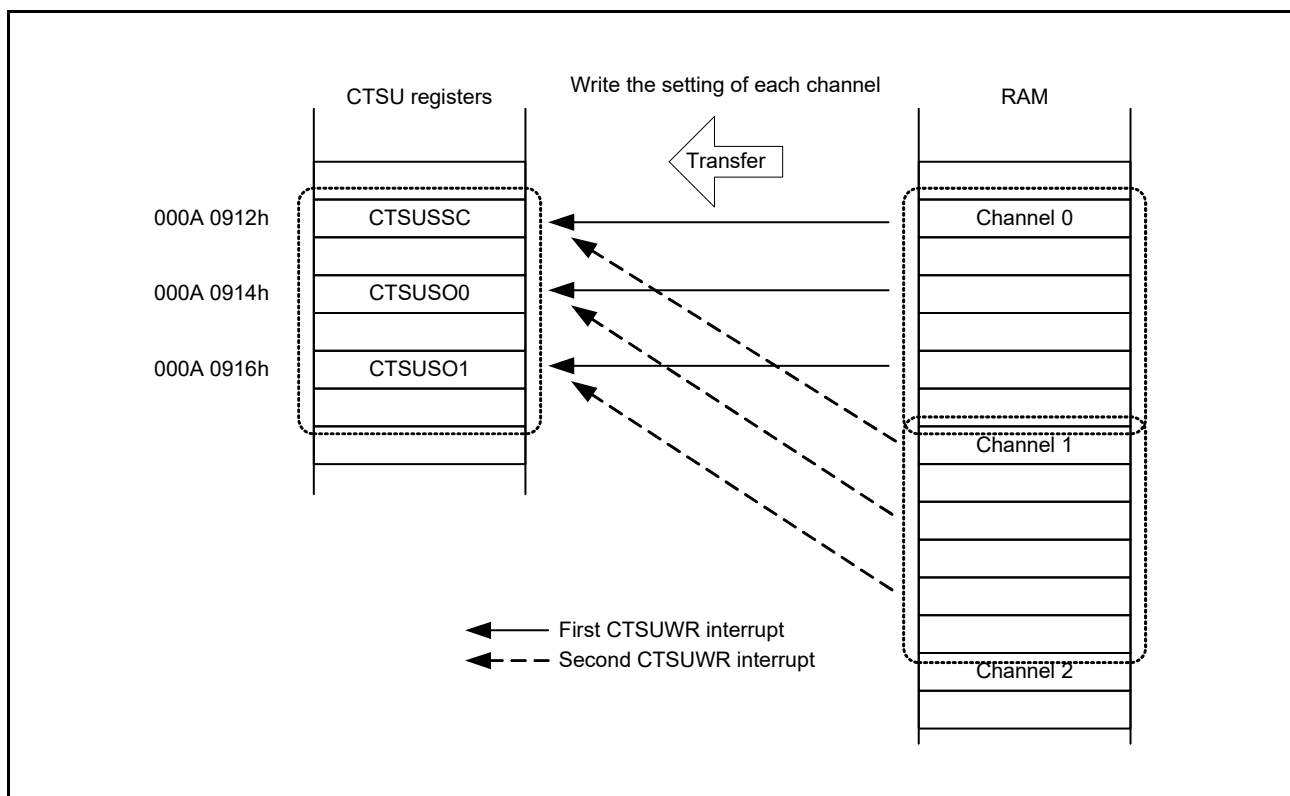 Write the setting of each channel
CTSU registers
RAM
Transfer
000A 0912h
CTSUSSC
Channel 0
000A 0914h
CTSUSO0
000A 0916h
CTSUSO1
Channel 1
First CTSUWR interrupt
Second CTSUWR interrupt
Channel 2